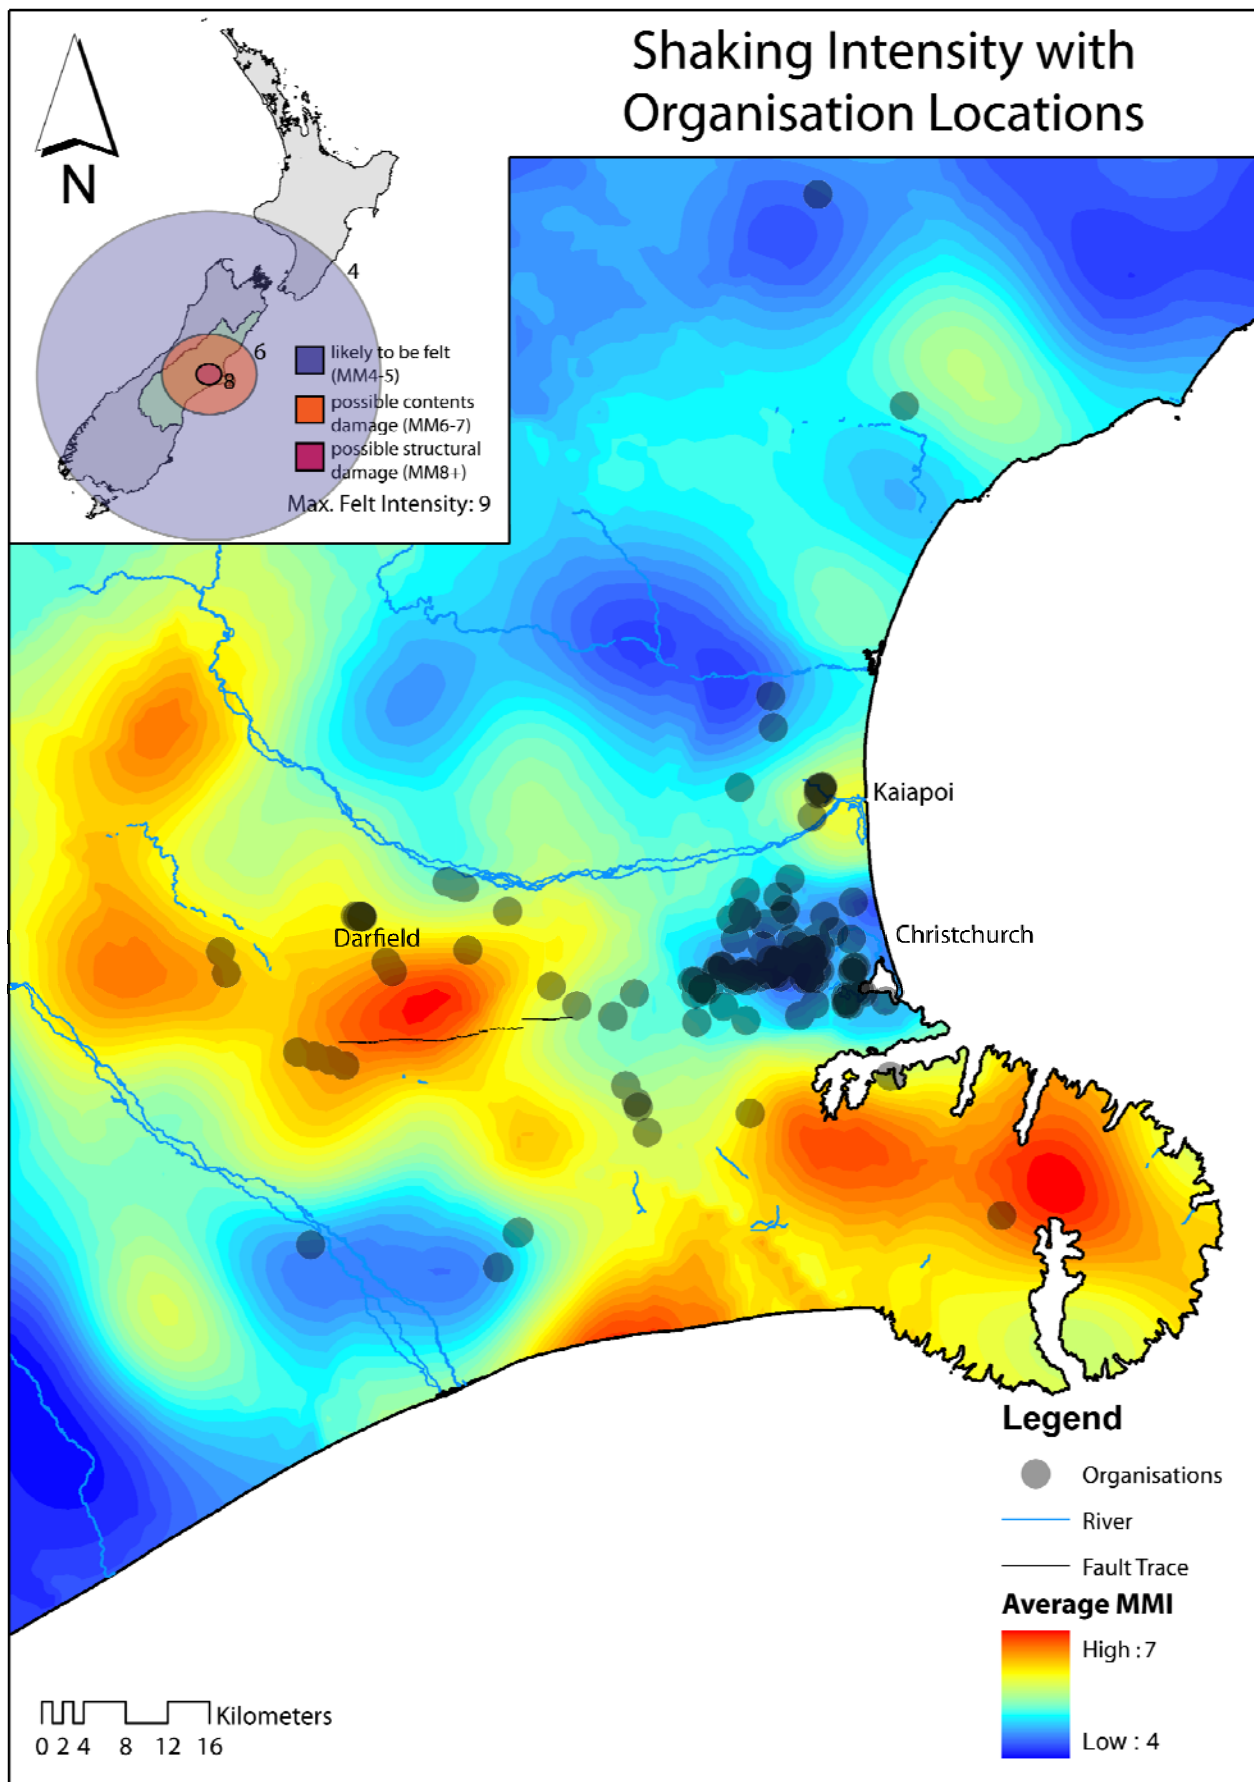 Shaking Intensity with
Organisation Locations
N
4
6
8
likely to be felt
(MM4-5)
possible contents
damage (MM6-7)
possible structural
damage (MM8+)
Max. Felt Intensity: 9
Kaiapoi
Darfield
Christchurch
Legend
Organisations
River
Fault Trace
Average MMI
High : 7
Low : 4
Kilometers
0 2 4 8 12 16